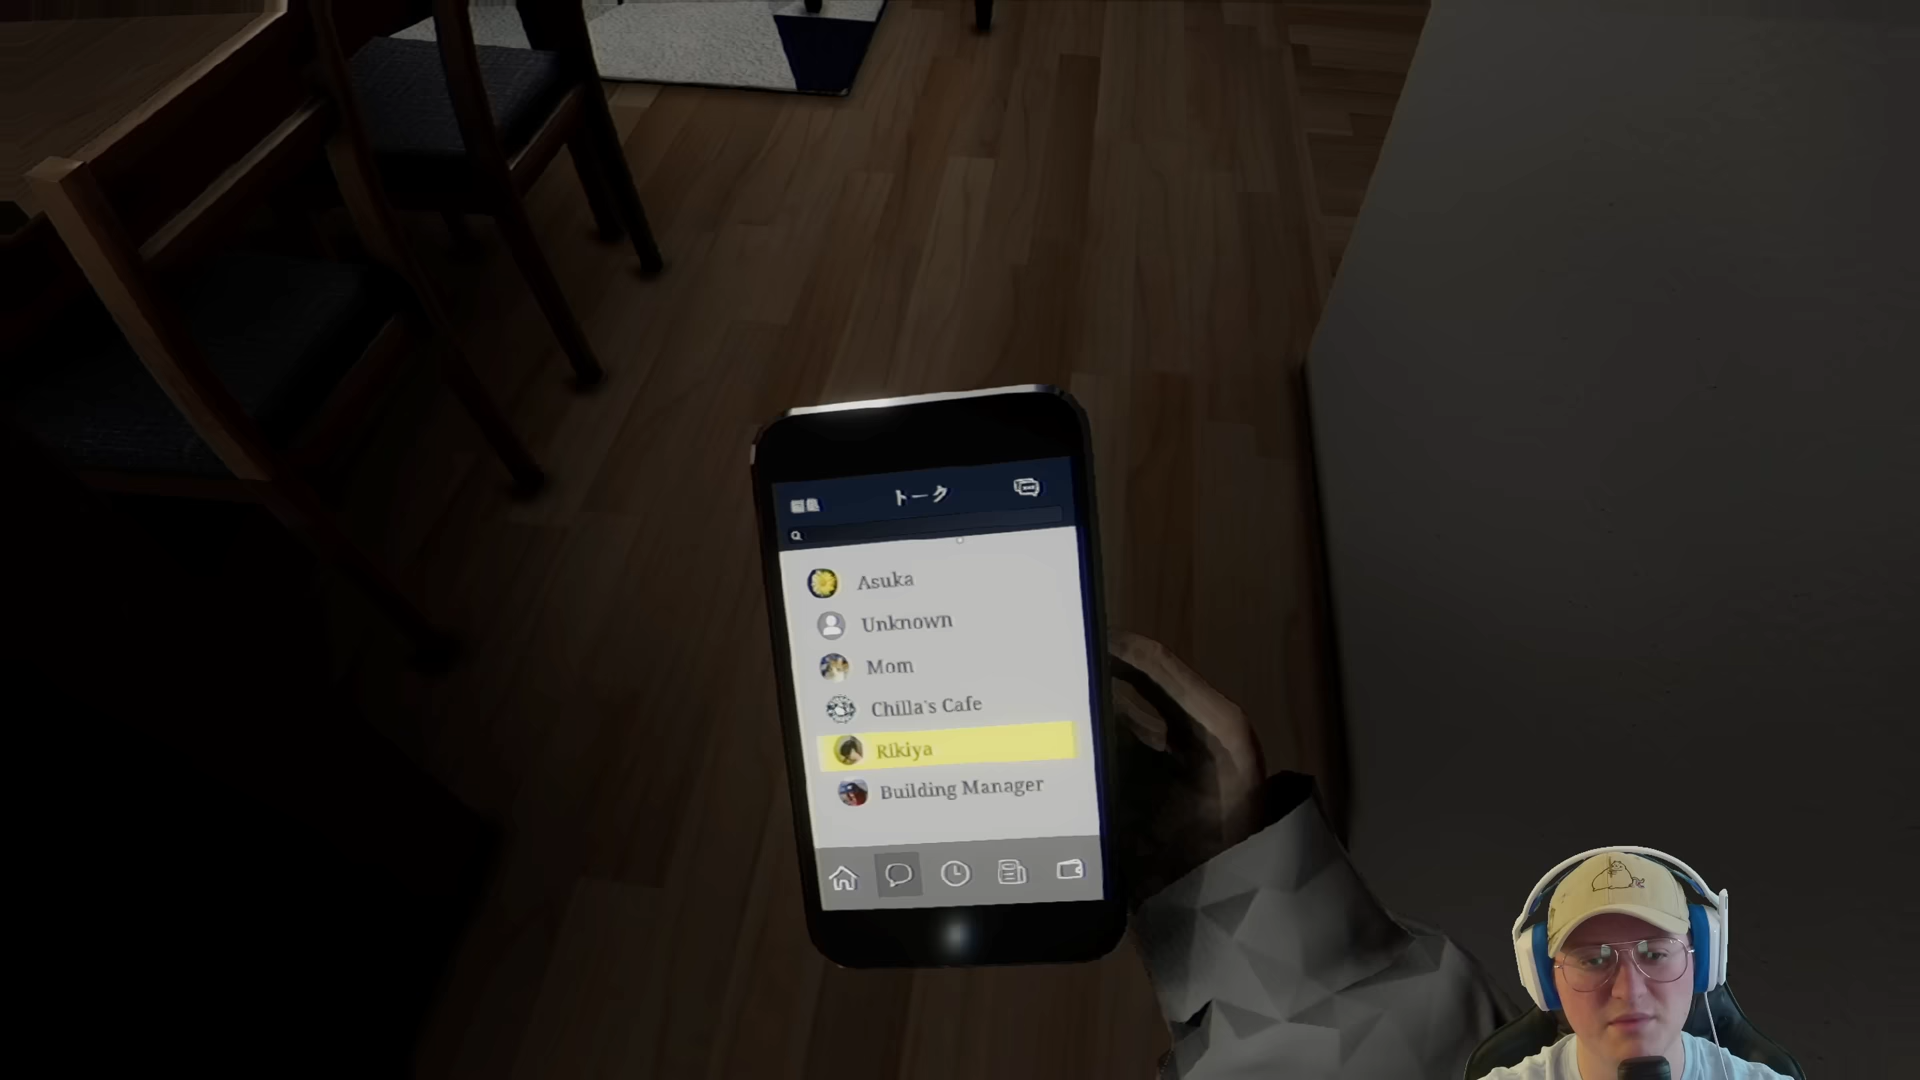 トーク
Asuka
Unknown
Mom
Chilla's Cafe
Rikiya
Building Manager